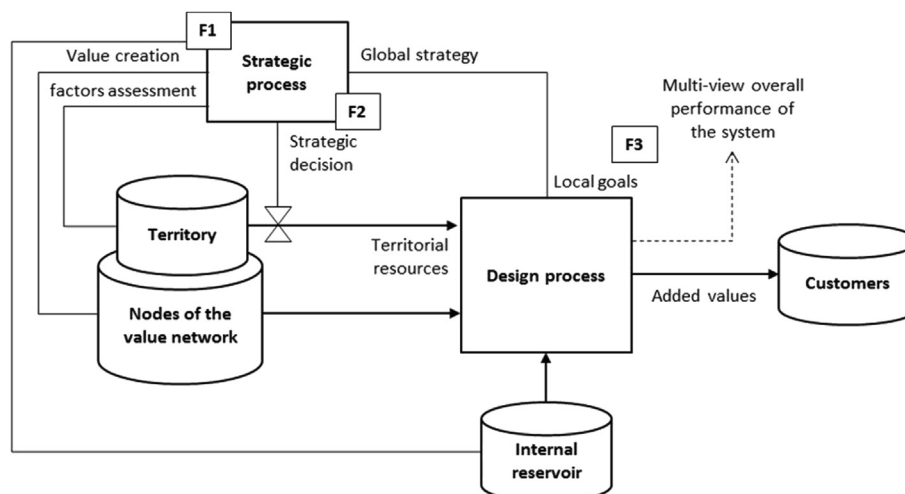 F1
Value creation
factors assessment
Strategic
process
F2
Global strategy
Strategic
decision
Multi-view overall
performance of
the system
F3
Local goals
Territory
Territorial
resources
Nodes of the
value network
Design process
Added values
Customers
Internal
reservoir